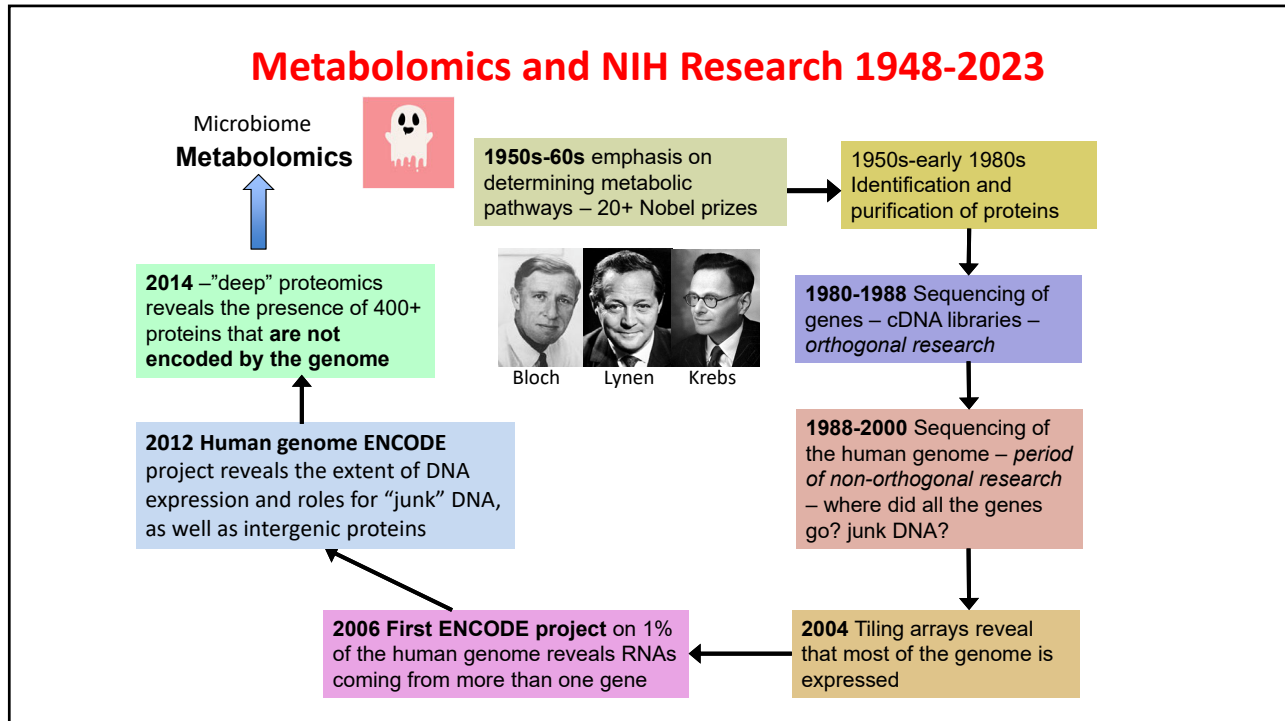 Metabolomics and NIH Research 1948-2023
Microbiome
Metabolomics
1950s-60s emphasis on
determining metabolic
pathways – 20+ Nobel prizes
1950s-early 1980s
Identification and
purification of proteins
Bloch
Lynen
Krebs
1980-1988 Sequencing of
genes – cDNA libraries –
orthogonal research
1988-2000 Sequencing of
the human genome – period
of non-orthogonal research
– where did all the genes
go? junk DNA?
2004 Tiling arrays reveal
that most of the genome is
expressed
2006 First ENCODE project on 1%
of the human genome reveals RNAs
coming from more than one gene
2012 Human genome ENCODE
project reveals the extent of DNA
expression and roles for “junk” DNA,
as well as intergenic proteins
2014 –”deep” proteomics
reveals the presence of 400+
proteins that are not
encoded by the genome